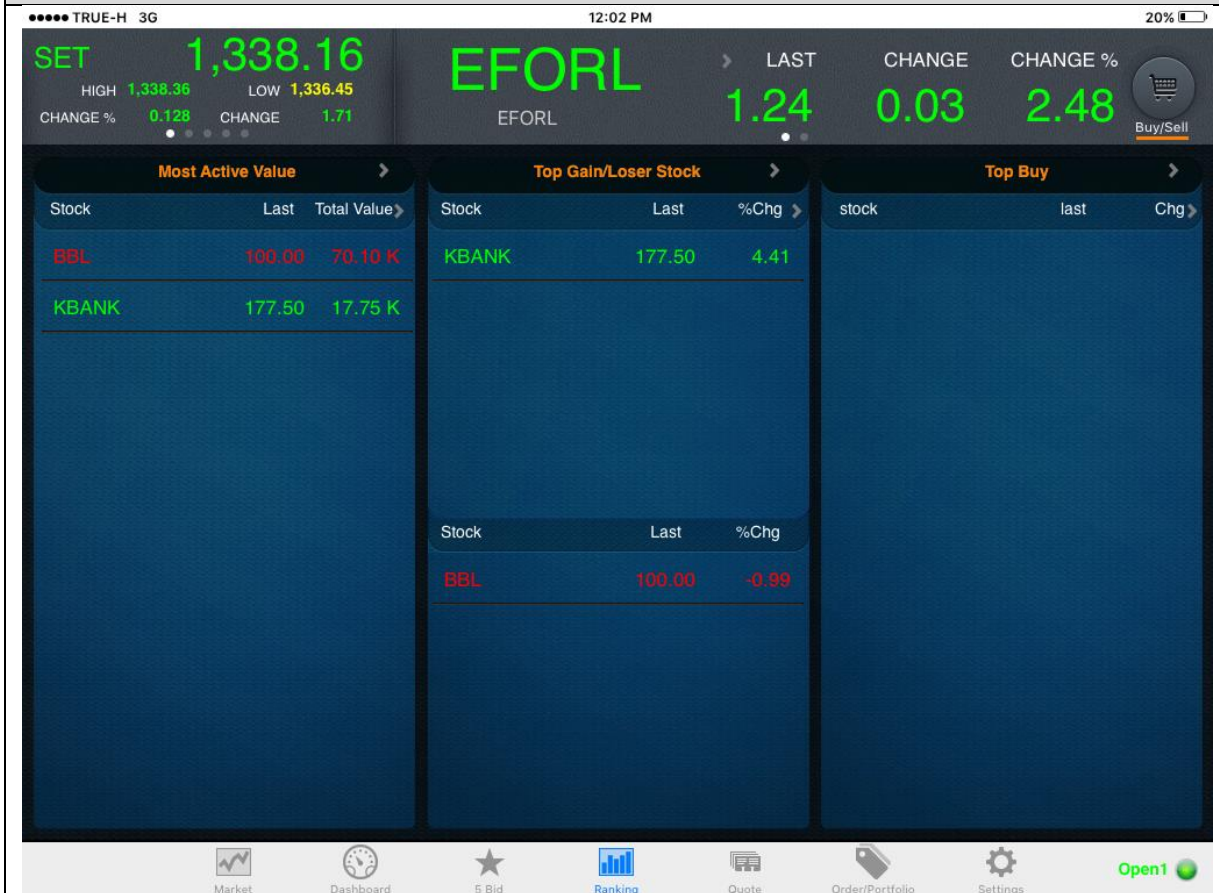 TRUE-H 3G 12:02 PM 20%
SET 1,338.16
HIGH 1,338.36 LOW 1,336.45
CHANGE % 0.128 CHANGE 1.71
EFORL
EFORL
LAST CHANGE CHANGE %
1.24 0.03 2.48
Buy/Sell
Most Active Value
Stock Last Total Value
BBL 100.00 70.10 K
KBANK 177.50 17.75 K
Top Gain/Loser Stock
Stock Last %Chg
KBANK 177.50 4.41
Stock Last %Chg
BBL 100.00 -0.99
Top Buy
stock last Chg
Market Dashboard 5 Bid Ranking Quote Order/Portfolio Settings Open1